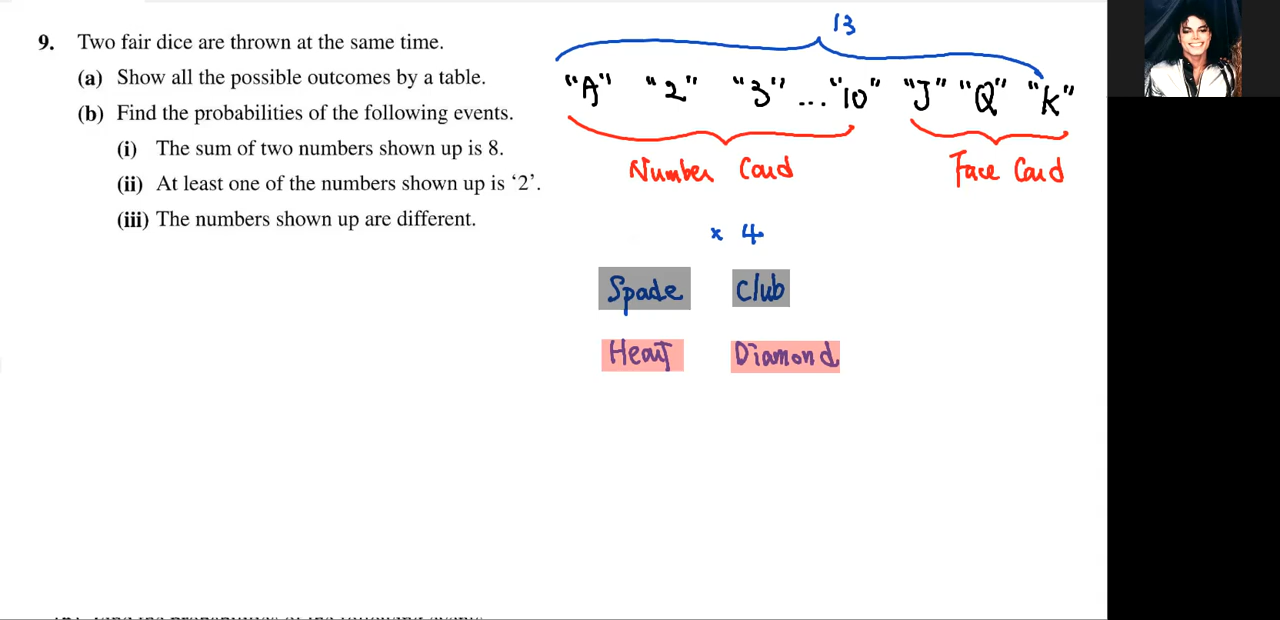 9. Two fair dice are thrown at the same time.
(a) Show all the possible outcomes by a table.
(b) Find the probabilities of the following events.
(i) The sum of two numbers shown up is 8.
(ii) At least one of the numbers shown up is ‘2’.
(iii) The numbers shown up are different.
13
"A" "2" "3" ... "10" "J" "Q" "K"
Number Card Face Card
× 4
Spade Club
Heart Diamond